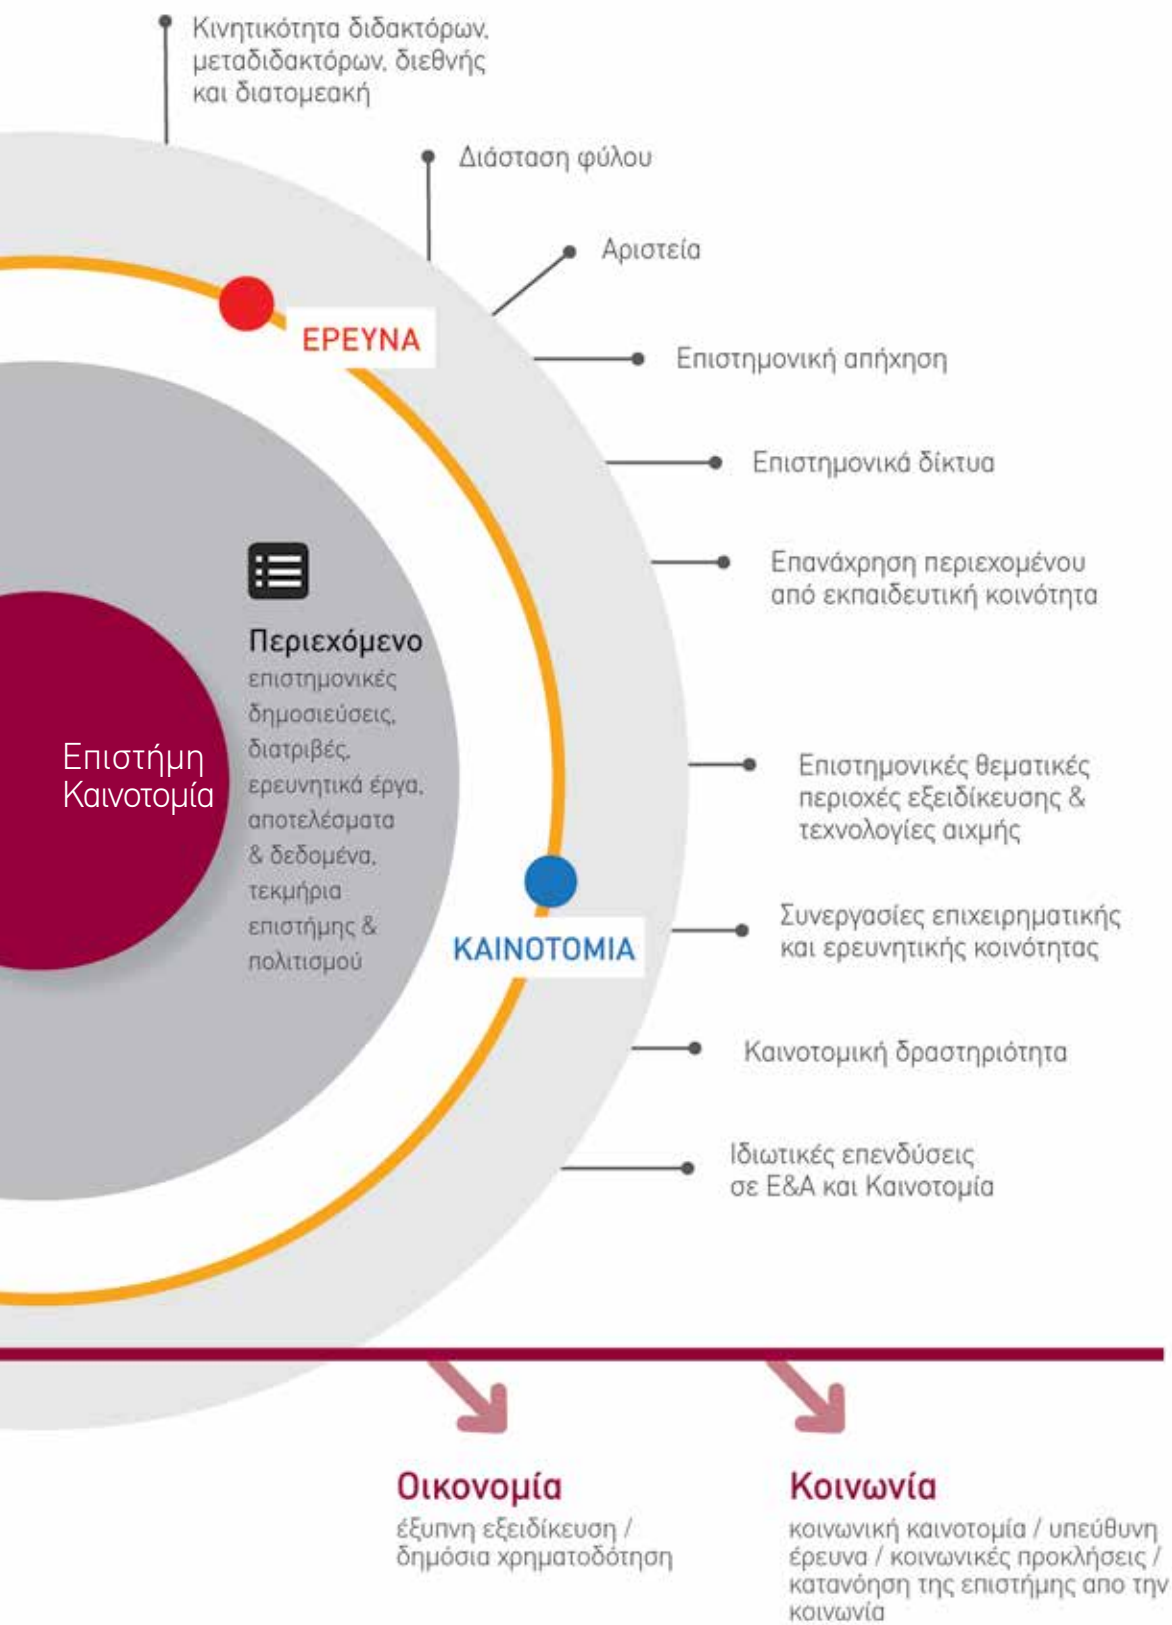 Κινητικότητα διδακτόρων,
μεταδιδακτόρων, διεθνής
και διατομεακή
Διάσταση φύλου
Αριστεία
ΕΡΕΥΝΑ
Επιστημονική απήχηση
Επιστημονικά δίκτυα
Επανάχρηση περιεχομένου
από εκπαιδευτική κοινότητα
Περιεχόμενο
επιστημονικές
δημοσιεύσεις,
διατριβές,
ερευνητικά έργα,
αποτελέσματα
& δεδομένα,
τεκμήρια
επιστήμης &
πολιτισμού
Επιστήμη
Καινοτομία
Επιστημονικές θεματικές
περιοχές εξειδίκευσης &
τεχνολογίες αιχμής
ΚΑΙΝΟΤΟΜΙΑ
Συνεργασίες επιχειρηματικής
και ερευνητικής κοινότητας
Καινοτομική δραστηριότητα
Ιδιωτικές επενδύσεις
σε Ε&Α και Καινοτομία
Οικονομία
έξυπνη εξειδίκευση /
δημόσια χρηματοδότηση
Κοινωνία
κοινωνική καινοτομία / υπεύθυνη
έρευνα / κοινωνικές προκλήσεις /
κατανόηση της επιστήμης απο την
κοινωνία